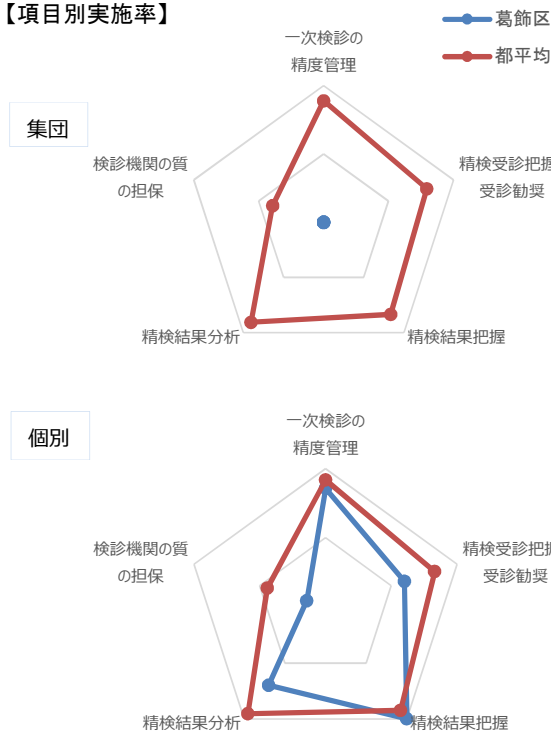 【項目別実施率】
葛飾区
都平均
集団
一次検診の
精度管理
精検受診把握
受診勧奨
精検結果把握
精検結果分析
検診機関の質
の担保
個別
一次検診の
精度管理
精検受診把握
受診勧奨
精検結果把握
精検結果分析
検診機関の質
の担保